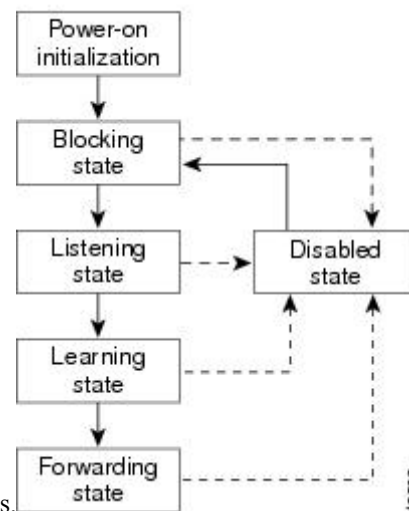 Power-on
initialization
Blocking
state
Listening
state
Disabled
state
Learning
state
Forwarding
state
s.